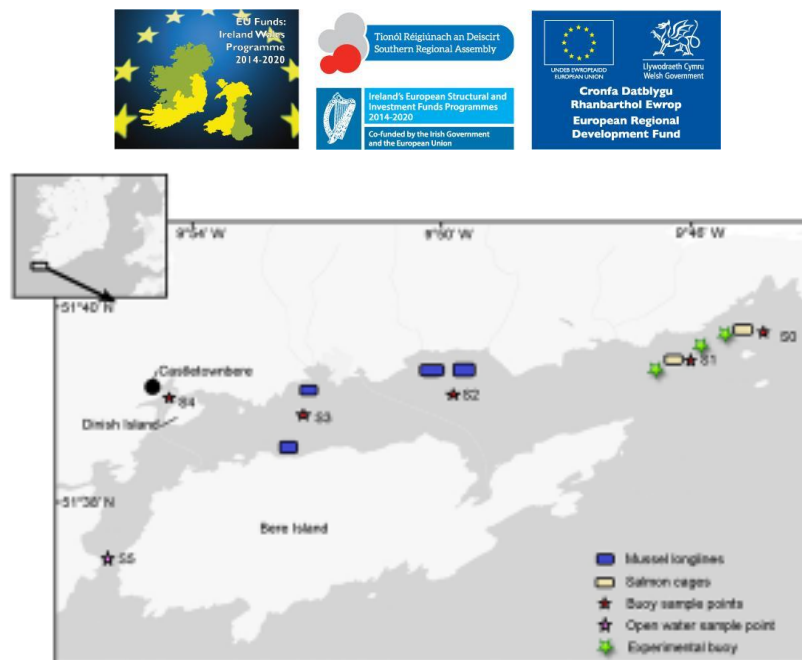 EU Funds:
Ireland Wales
Programme
2014-2020
Tionól Réigiúnach an Deiscirt
Southern Regional Assembly
Ireland's European Structural and
Investment Funds Programmes
2014-2020
Co-funded by the Irish Government
and the European Union
UNDEB EWROPEAIDD
EUROPEAN UNION
Llywodraeth Cymru
Welsh Government
Cronfa Datblygu
Rhanbarthol Ewrop
European Regional
Development Fund
9°54' W
9°50' W
9°46' W
51°40' N
S0
S1
Castletownbere
S4
S2
S3
Dinish Island
51°38' N
Bere Island
S5
Mussel longlines
Salmon cages
Buoy sample points
Open water sample point
Experimental buoy